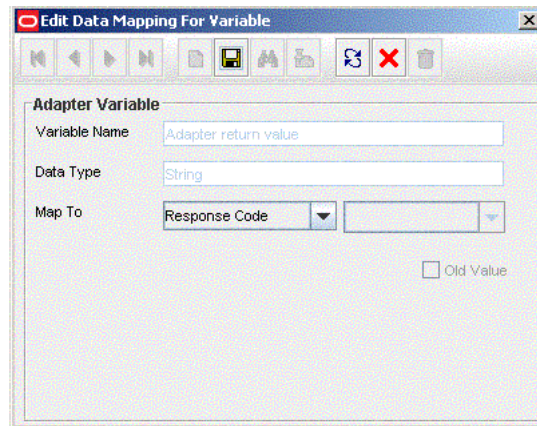 Edit Data Mapping For Variable
Adapter Variable
Variable Name Adapter return value
Data Type String
Map To Response Code
Old Value